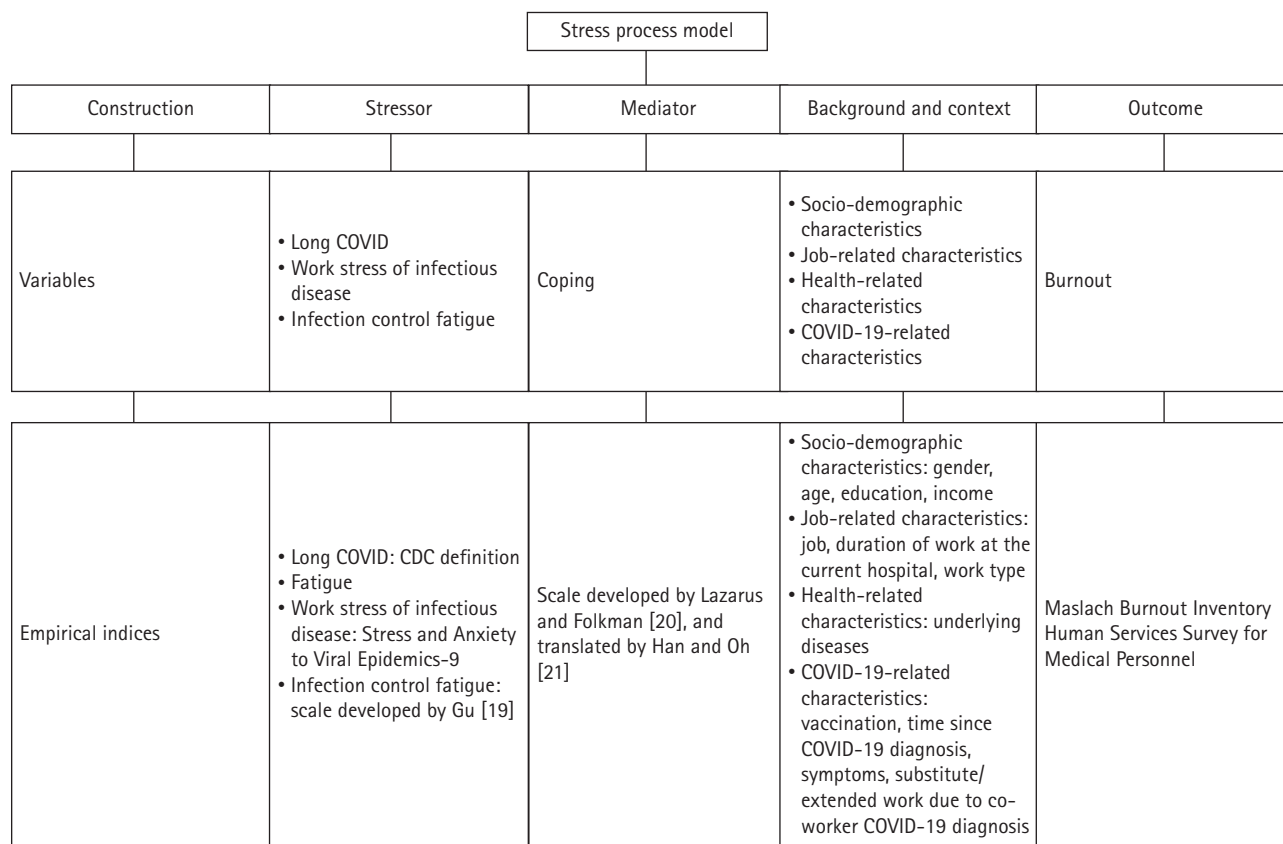 Stress process model
Construction
Stressor
Mediator
Background and context
Outcome
Variables
• Long COVID
• Work stress of infectious
disease
• Infection control fatigue
Coping
• Socio-demographic
characteristics
• Job-related characteristics
• Health-related
characteristics
• COVID-19-related
characteristics
Burnout
Empirical indices
• Long COVID: CDC definition
• Fatigue
• Work stress of infectious
disease: Stress and Anxiety
to Viral Epidemics-9
• Infection control fatigue:
scale developed by Gu [19]
Scale developed by Lazarus
and Folkman [20], and
translated by Han and Oh
[21]
• Socio-demographic
characteristics: gender,
age, education, income
• Job-related characteristics:
job, duration of work at the
current hospital, work type
• Health-related
characteristics: underlying
diseases
• COVID-19-related
characteristics:
vaccination, time since
COVID-19 diagnosis,
symptoms, substitute/
extended work due to co-
worker COVID-19 diagnosis
Maslach Burnout Inventory
Human Services Survey for
Medical Personnel